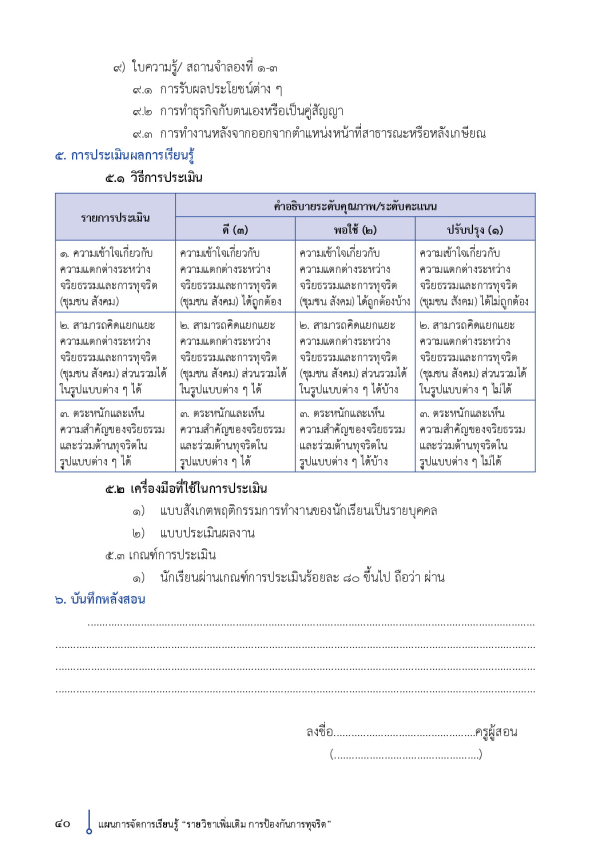 ๙) ใบความรู้/ สถานจำลองที่ ๑-๓
๙.๑ การรับผลประโยชน์ต่าง ๆ
๙.๒ การทำธุรกิจกับตนเองหรือเป็นคู่สัญญา
๙.๓ การทำงานหลังจากออกจากตำแหน่งหน้าที่สาธารณะหรือหลังเกษียณ
๕. การประเมินผลการเรียนรู้
๕.๑ วิธีการประเมิน
รายการประเมิน
คำอธิบายระดับคุณภาพ/ระดับคะแนน
ดี (๓)
พอใช้ (๒)
ปรับปรุง (๑)
๑. ความเข้าใจเกี่ยวกับ
ความแตกต่างระหว่าง
จริยธรรมและการทุจริต
(ชุมชน สังคม)
ความเข้าใจเกี่ยวกับ
ความแตกต่างระหว่าง
จริยธรรมและการทุจริต
(ชุมชน สังคม) ได้ถูกต้อง
ความเข้าใจเกี่ยวกับ
ความแตกต่างระหว่าง
จริยธรรมและการทุจริต
(ชุมชน สังคม) ได้ถูกต้องบ้าง
ความเข้าใจเกี่ยวกับ
ความแตกต่างระหว่าง
จริยธรรมและการทุจริต
(ชุมชน สังคม) ได้ไม่ถูกต้อง
๒. สามารถคิดแยกแยะ
ความแตกต่างระหว่าง
จริยธรรมและการทุจริต
(ชุมชน สังคม) ส่วนรวมได้
ในรูปแบบต่าง ๆ ได้
๒. สามารถคิดแยกแยะ
ความแตกต่างระหว่าง
จริยธรรมและการทุจริต
(ชุมชน สังคม) ส่วนรวมได้
ในรูปแบบต่าง ๆ ได้
๒. สามารถคิดแยกแยะ
ความแตกต่างระหว่าง
จริยธรรมและการทุจริต
(ชุมชน สังคม) ส่วนรวมได้
ในรูปแบบต่าง ๆ ได้บ้าง
๒. สามารถคิดแยกแยะ
ความแตกต่างระหว่าง
จริยธรรมและการทุจริต
(ชุมชน สังคม) ส่วนรวมได้
ในรูปแบบต่าง ๆ ไม่ได้
๓. ตระหนักและเห็น
ความสำคัญของจริยธรรม
และร่วมต้านทุจริตใน
รูปแบบต่าง ๆ ได้
๓. ตระหนักและเห็น
ความสำคัญของจริยธรรม
และร่วมต้านทุจริตใน
รูปแบบต่าง ๆ ได้
๓. ตระหนักและเห็น
ความสำคัญของจริยธรรม
และร่วมต้านทุจริตใน
รูปแบบต่าง ๆ ได้บ้าง
๓. ตระหนักและเห็น
ความสำคัญของจริยธรรม
และร่วมต้านทุจริตใน
รูปแบบต่าง ๆ ไม่ได้
๕.๒ เครื่องมือที่ใช้ในการประเมิน
๑) แบบสังเกตพฤติกรรมการทำงานของนักเรียนเป็นรายบุคคล
๒) แบบประเมินผลงาน
๕.๓ เกณฑ์การประเมิน
๑) นักเรียนผ่านเกณฑ์การประเมินร้อยละ ๘๐ ขึ้นไป ถือว่า ผ่าน
๖. บันทึกหลังสอน
ลงชื่อ................................................ครูผู้สอน
(.................................................)
๔๐ แผนการจัดการเรียนรู้ "รายวิชาเพิ่มเติม การป้องกันการทุจริต"